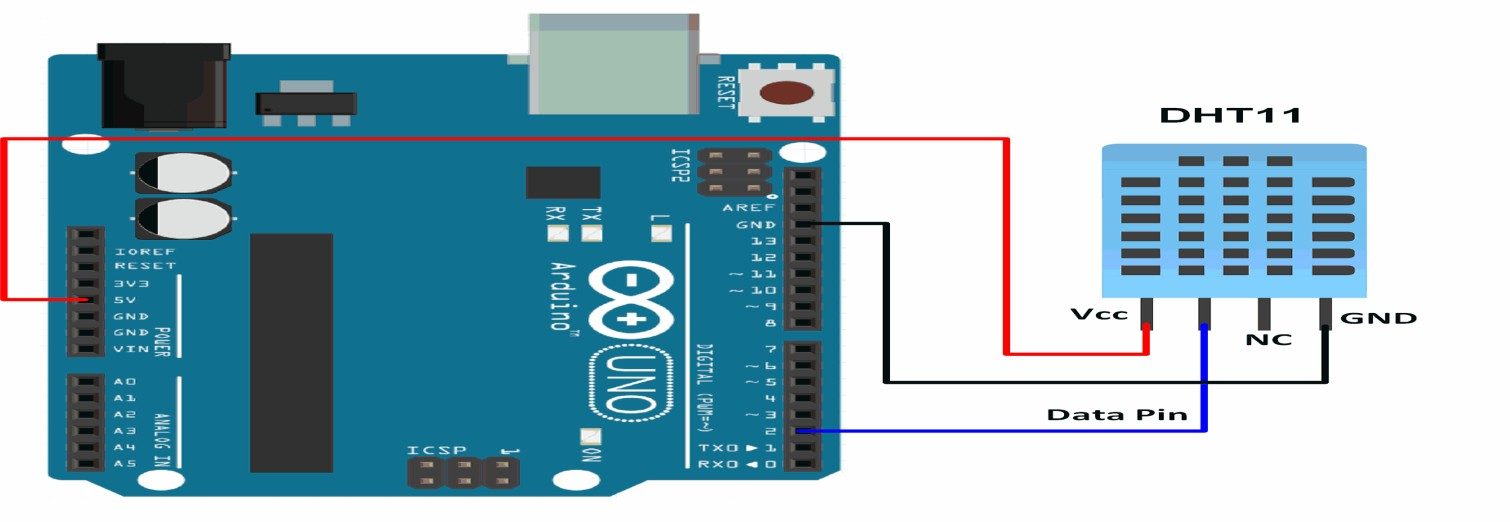 DHT11
RESET
ICSP2
AREF
GND
13
12
~ 11
~ 10
~ 9
8
7
~ 6
~ 5
4
~ 3
2
TX0 ▶ 1
RX0 ◀ 0
DIGITAL (PWM=~)
RX
TX
L
Arduino™
UNO
ON
ICSP
1
IOREF
RESET
3V3
5V
GND
GND
VIN
POWER
A0
A1
A2
A3
A4
A5
ANALOG IN
Vcc
NC
GND
Data Pin